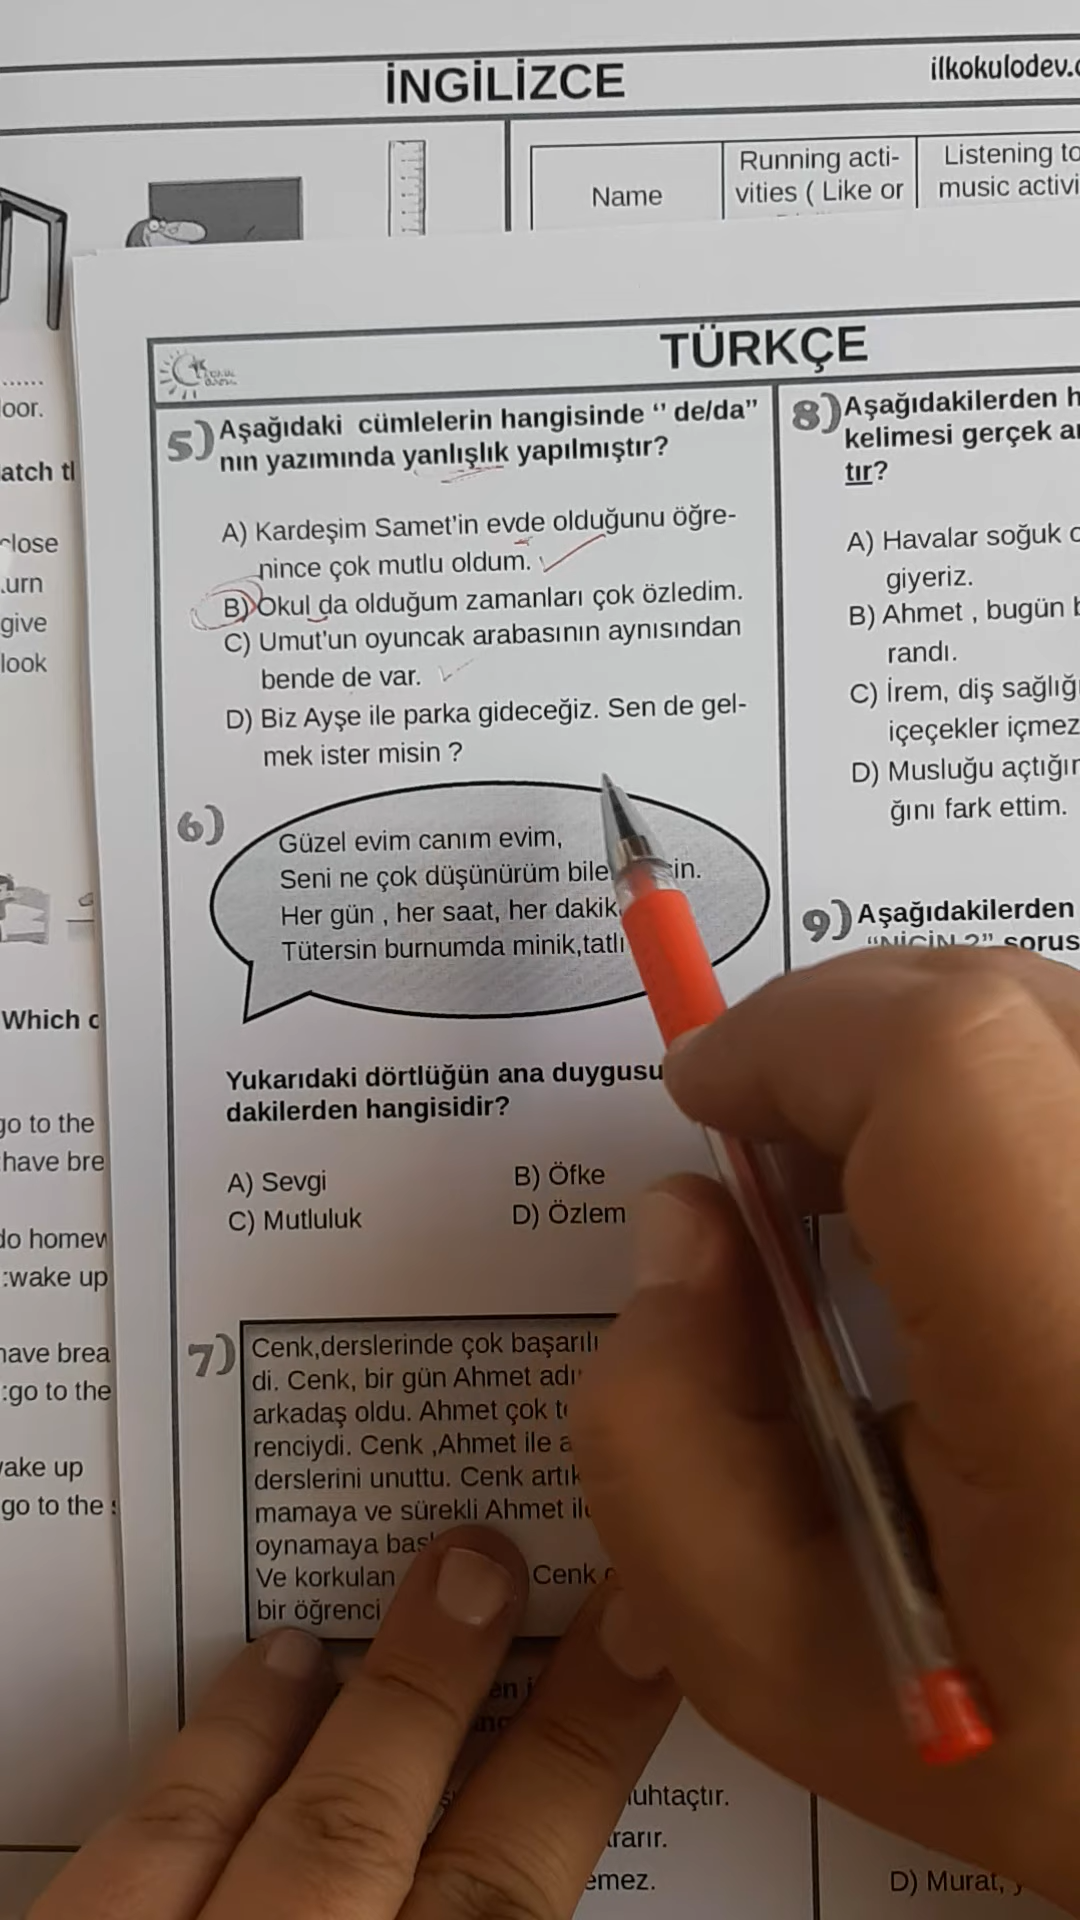 İNGİLİZCE
ilkokulodev.
Name
Running acti-
vities ( Like or
Listening to
music activi
oor.
atch tl
close
urn
give
look
Which
go to the
have bre
do homew
:wake up
have brea
:go to the
ake up
go to the
TÜRKÇE
5) Aşağıdaki cümlelerin hangisinde ‘’ de/da”
nın yazımında yanlışlık yapılmıştır?
A) Kardeşim Samet’in evde olduğunu öğre-
nince çok mutlu oldum.
B) Okul da olduğum zamanları çok özledim.
C) Umut’un oyuncak arabasının aynısından
bende de var.
D) Biz Ayşe ile parka gideceğiz. Sen de gel-
mek ister misin ?
6)
Güzel evim canım evim,
Seni ne çok düşünürüm bile in.
Her gün , her saat, her dakik
Tütersin burnumda minik,tatlı
Yukarıdaki dörtlüğün ana duygusu
dakilerden hangisidir?
A) Sevgi
B) Öfke
C) Mutluluk
D) Özlem
7)
Cenk,derslerinde çok başarılı
di. Cenk, bir gün Ahmet adı
arkadaş oldu. Ahmet çok t
renciydi. Cenk ,Ahmet ile a
derslerini unuttu. Cenk artık
mamaya ve sürekli Ahmet il
oynamaya baş
Ve korkulan Cenk
bir öğrenci
uhtaçtır.
rarır.
emez.
8) Aşağıdakilerden h
kelimesi gerçek a
tır?
A) Havalar soğuk
giyeriz.
B) Ahmet , bugün
randı.
C) İrem, diş sağlığ
içeçekler içmez
D) Musluğu açtığı
ğını fark ettim.
9) Aşağıdakilerden
“NİÇİN ?” sorus
D) Murat,